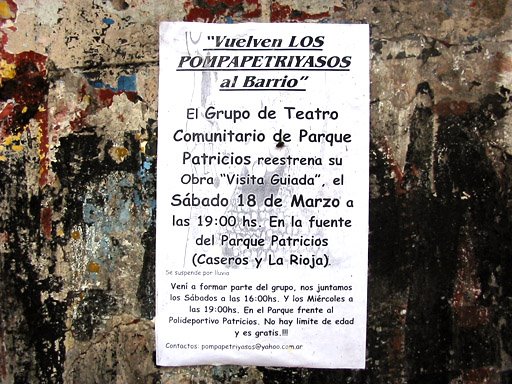 "Vuelven LOS
POMPAPETRIYASOS
al Barrio"
El Grupo de Teatro
Comunitario de Parque
Patricios reestrena su
Obra "Visita Guiada", el
Sábado 18 de Marzo a
las 19:00 hs. En la fuente
del Parque Patricios
(Caseros y La Rioja).
Se suspende por lluvia
Vení a formar parte del grupo, nos juntamos
los Sábados a las 16:00hs. Y los Miércoles a
las 19:00hs. En el Parque frente al
Polideportivo Patricios. No hay límite de edad
y es gratis.!!!
Contactos: pompapetriyasos@yahoo.com.ar